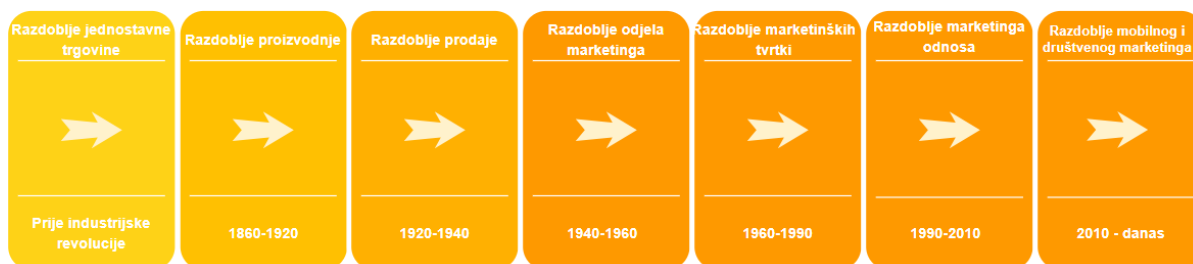 Razdoblje jednostavne
trgovine
Razdoblje proizvodnje
Razdoblje prodaje
Razdoblje odjela
marketinga
Razdoblje marketinških
tvrtki
Razdoblje marketinga
odnosa
Razdoblje mobilnog i
društvenog marketinga
Prije industrijske
revolucije
1860-1920
1920-1940
1940-1960
1960-1990
1990-2010
2010 - danas